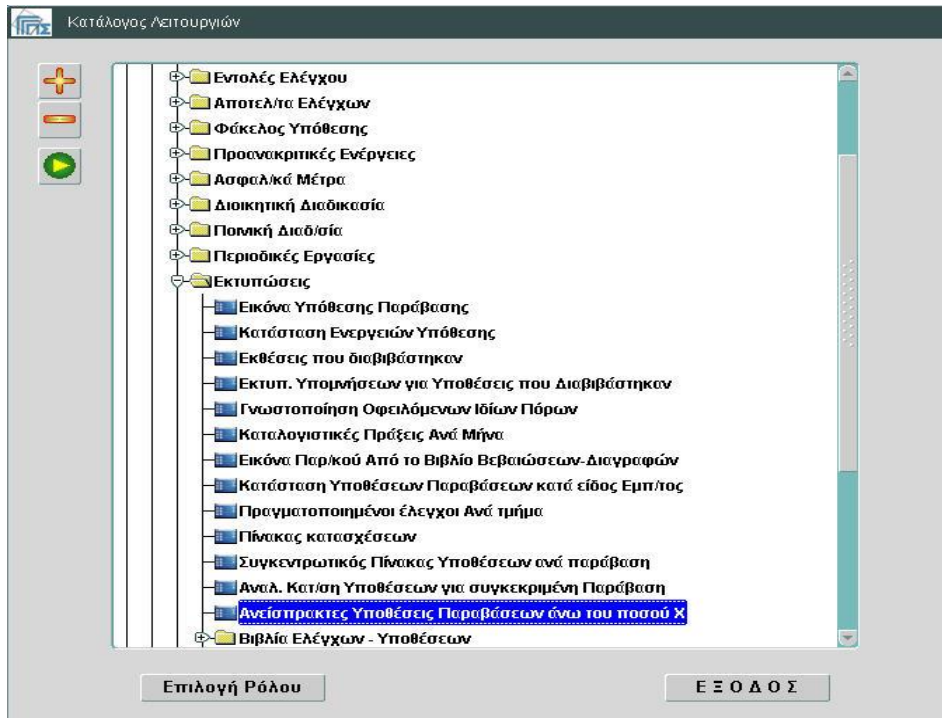 Κατάλογος Λειτουργιών
Εντολές Ελέγχου
Αποτελ/τα Ελέγχων
Φάκελος Υπόθεσης
Προανακριτικές Ενέργειες
Ασφαλ/κά Μέτρα
Διοικητική Διαδικασία
Ποινική Διαδ/σία
Περιοδικές Εργασίες
Εκτυπώσεις
Εικόνα Υπόθεσης Παράβασης
Κατάσταση Ενεργειών Υπόθεσης
Εκθέσεις που διαβιβάστηκαν
Εκτυπ. Υπομνήσεων για Υποθέσεις που Διαβιβάστηκαν
Γνωστοποίηση Οφειλόμενων Ιδίων Πόρων
Καταλογιστικές Πράξεις Ανά Μήνα
Εικόνα Παρ/κού Από το Βιβλίο Βεβαιώσεων-Διαγραφών
Κατάσταση Υποθέσεων Παραβάσεων κατά είδος Εμπ/τος
Πραγματοποιημένοι έλεγχοι Ανά τμήμα
Πίνακας κατασχέσεων
Συγκεντρωτικός Πίνακας Υποθέσεων ανά παράβαση
Αναλ. Κατ/ση Υποθέσεων για συγκεκριμένη Παράβαση
Ανείσπρακτες Υποθέσεις Παραβάσεων άνω του ποσού Χ
Βιβλία Ελέγχων - Υποθέσεων
Επιλογή Ρόλου
Ε Ξ Ο Δ Ο Σ